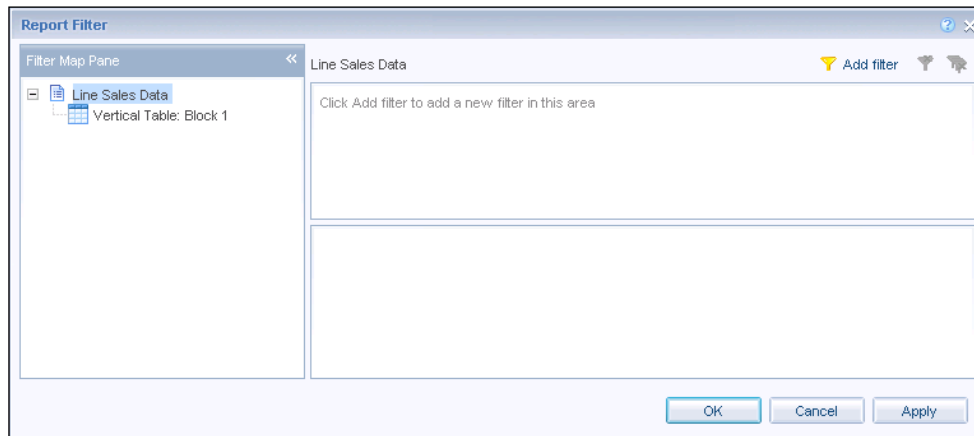 Report Filter
Filter Map Pane
Line Sales Data
Vertical Table: Block 1
Line Sales Data
Add filter
Click Add filter to add a new filter in this area
OK
Cancel
Apply